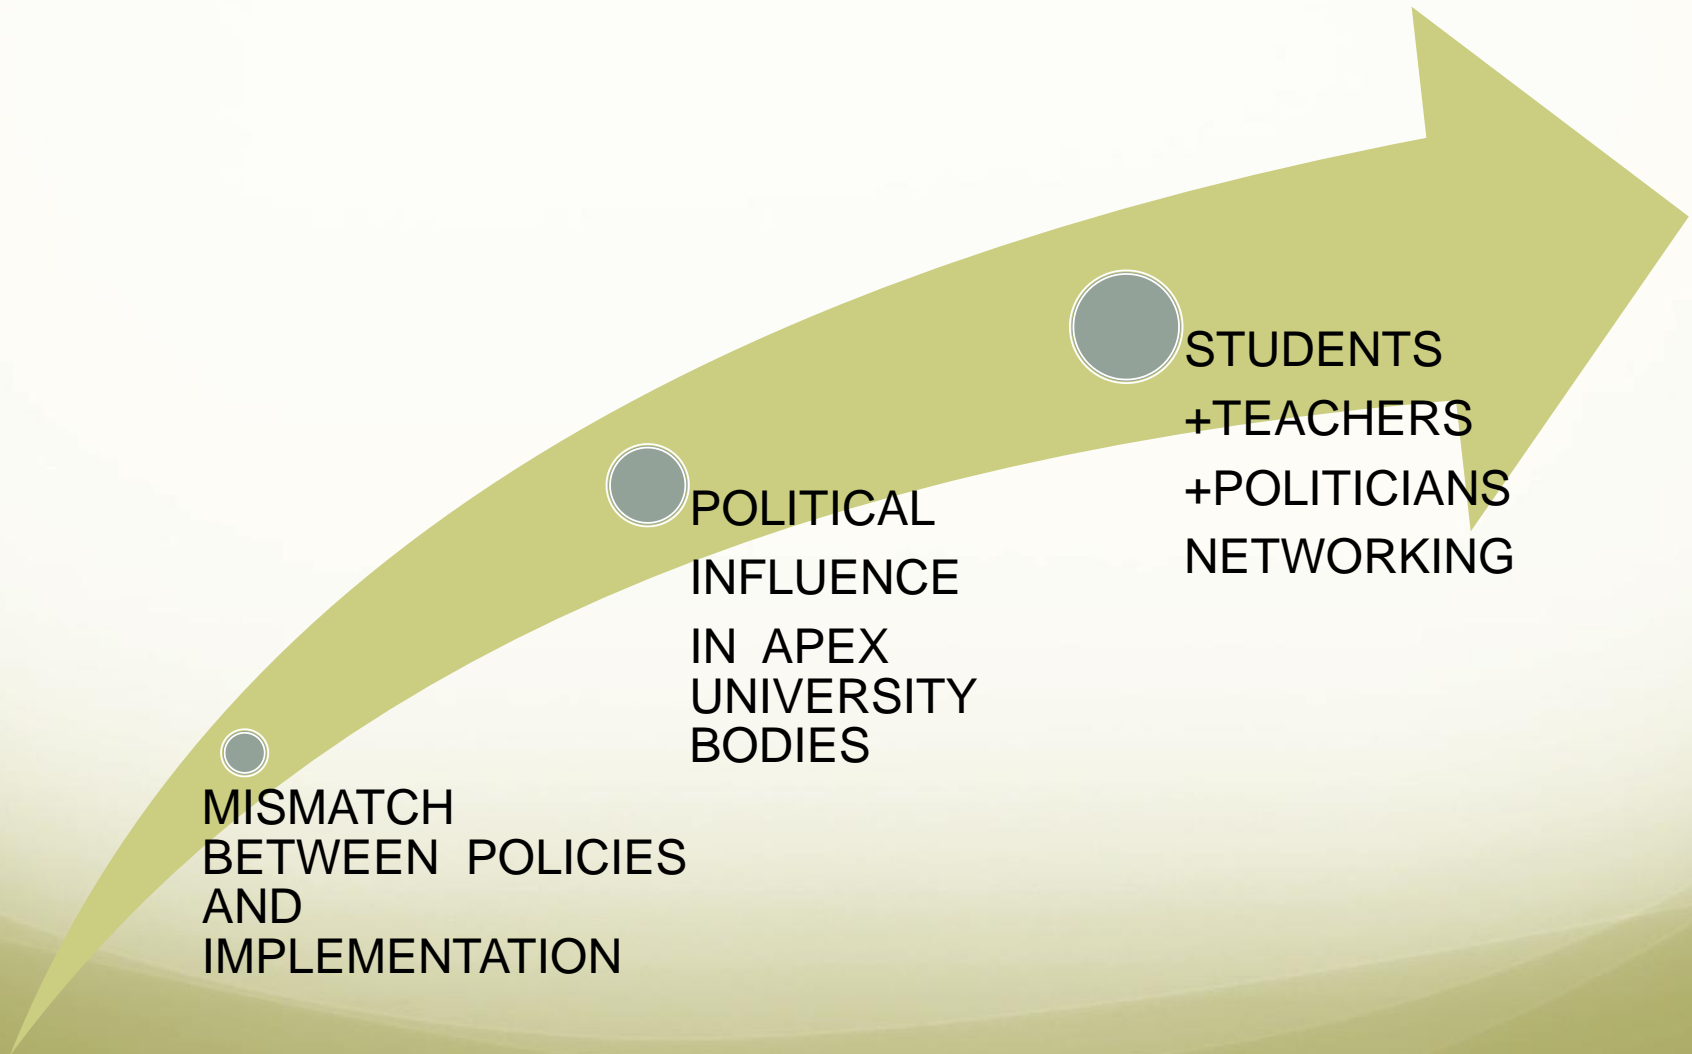 STUDENTS
+TEACHERS
+POLITICIANS
NETWORKING
POLITICAL
INFLUENCE
IN APEX
UNIVERSITY
BODIES
MISMATCH
BETWEEN POLICIES
AND
IMPLEMENTATION